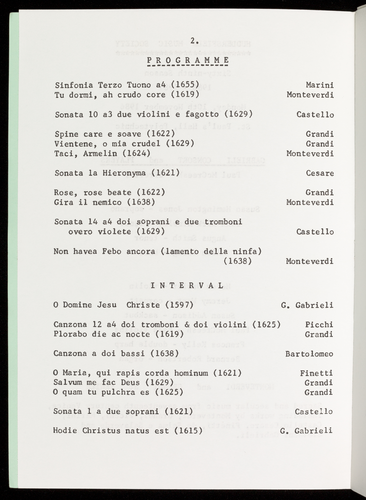 2.
PROGRAMME
Sinfonia Terzo Tuono a4 (1655) Marini
Tu dormi, ah crudo core (1619) Monteverdi
Sonata 10 a3 due violini e fagotto (1629) Castello
Spine care e soave (1622) Grandi
Vientene, o mia crudel (1629) Grandi
Taci, Armelin (1624) Monteverdi
Sonata la Hieronyma (1621) Cesare
Rose, rose beate (1622) Grandi
Gira il nemico (1638) Monteverdi
Sonata 14 a4 doi soprani e due tromboni
overo violete (1629) Castello
Non havea Febo ancora (lamento della ninfa)
(1638) Monteverdi
INTERVAL
O Domine Jesu Christe (1597) G. Gabrieli
Canzona 12 a4 doi tromboni & doi violini (1625) Picchi
Plorabo die ac nocte (1619) Grandi
Canzona a doi bassi (1638) Bartolomeo
O Maria, qui rapis corda hominum (1621) Finetti
Salvum me fac Deus (1629) Grandi
O quam tu pulchra es (1625) Grandi
Sonata 1 a due soprani (1621) Castello
Hodie Christus natus est (1615) G. Gabrieli